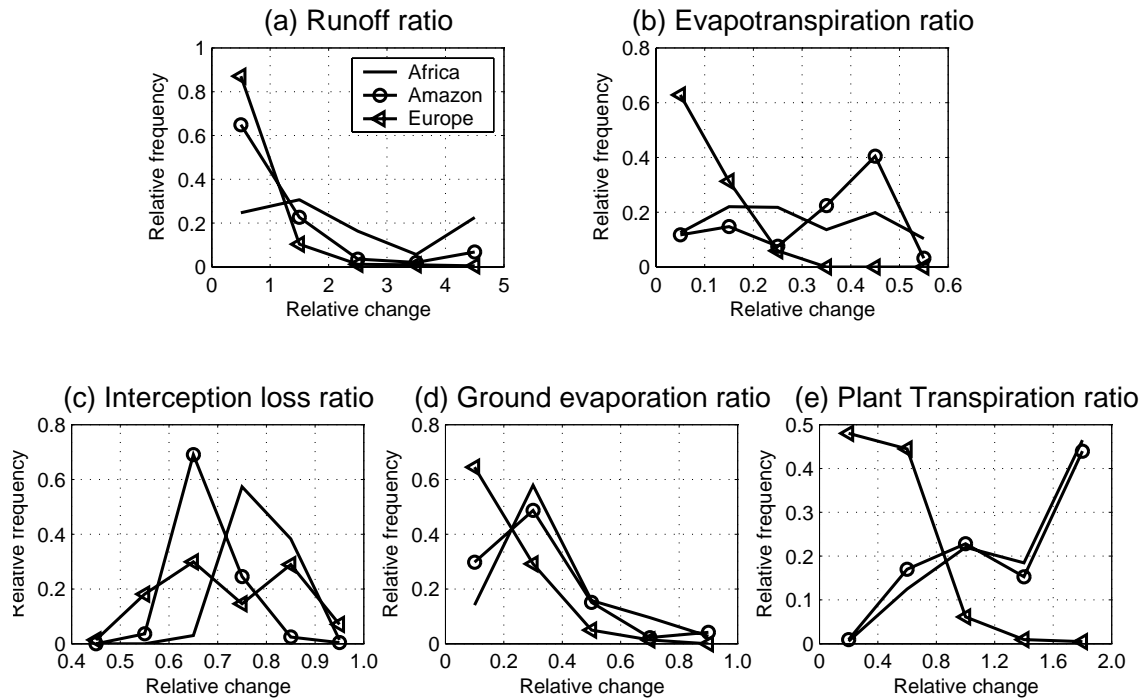 (a) Runoff ratio
Relative frequency
1
0.8
0.6
0.4
0.2
0
0 1 2 3 4 5
Relative change
Africa
Amazon
Europe
(b) Evapotranspiration ratio
Relative frequency
0.8
0.6
0.4
0.2
0
0 0.1 0.2 0.3 0.4 0.5 0.6
Relative change
(c) Interception loss ratio
Relative frequency
0.8
0.6
0.4
0.2
0
0.4 0.5 0.6 0.7 0.8 0.9 1.0
Relative change
(d) Ground evaporation ratio
Relative frequency
0.8
0.6
0.4
0.2
0
0 0.2 0.4 0.6 0.8 1.0
Relative change
(e) Plant Transpiration ratio
Relative frequency
0.5
0.4
0.3
0.2
0.1
0
0 0.4 0.8 1.2 1.6 2.0
Relative change